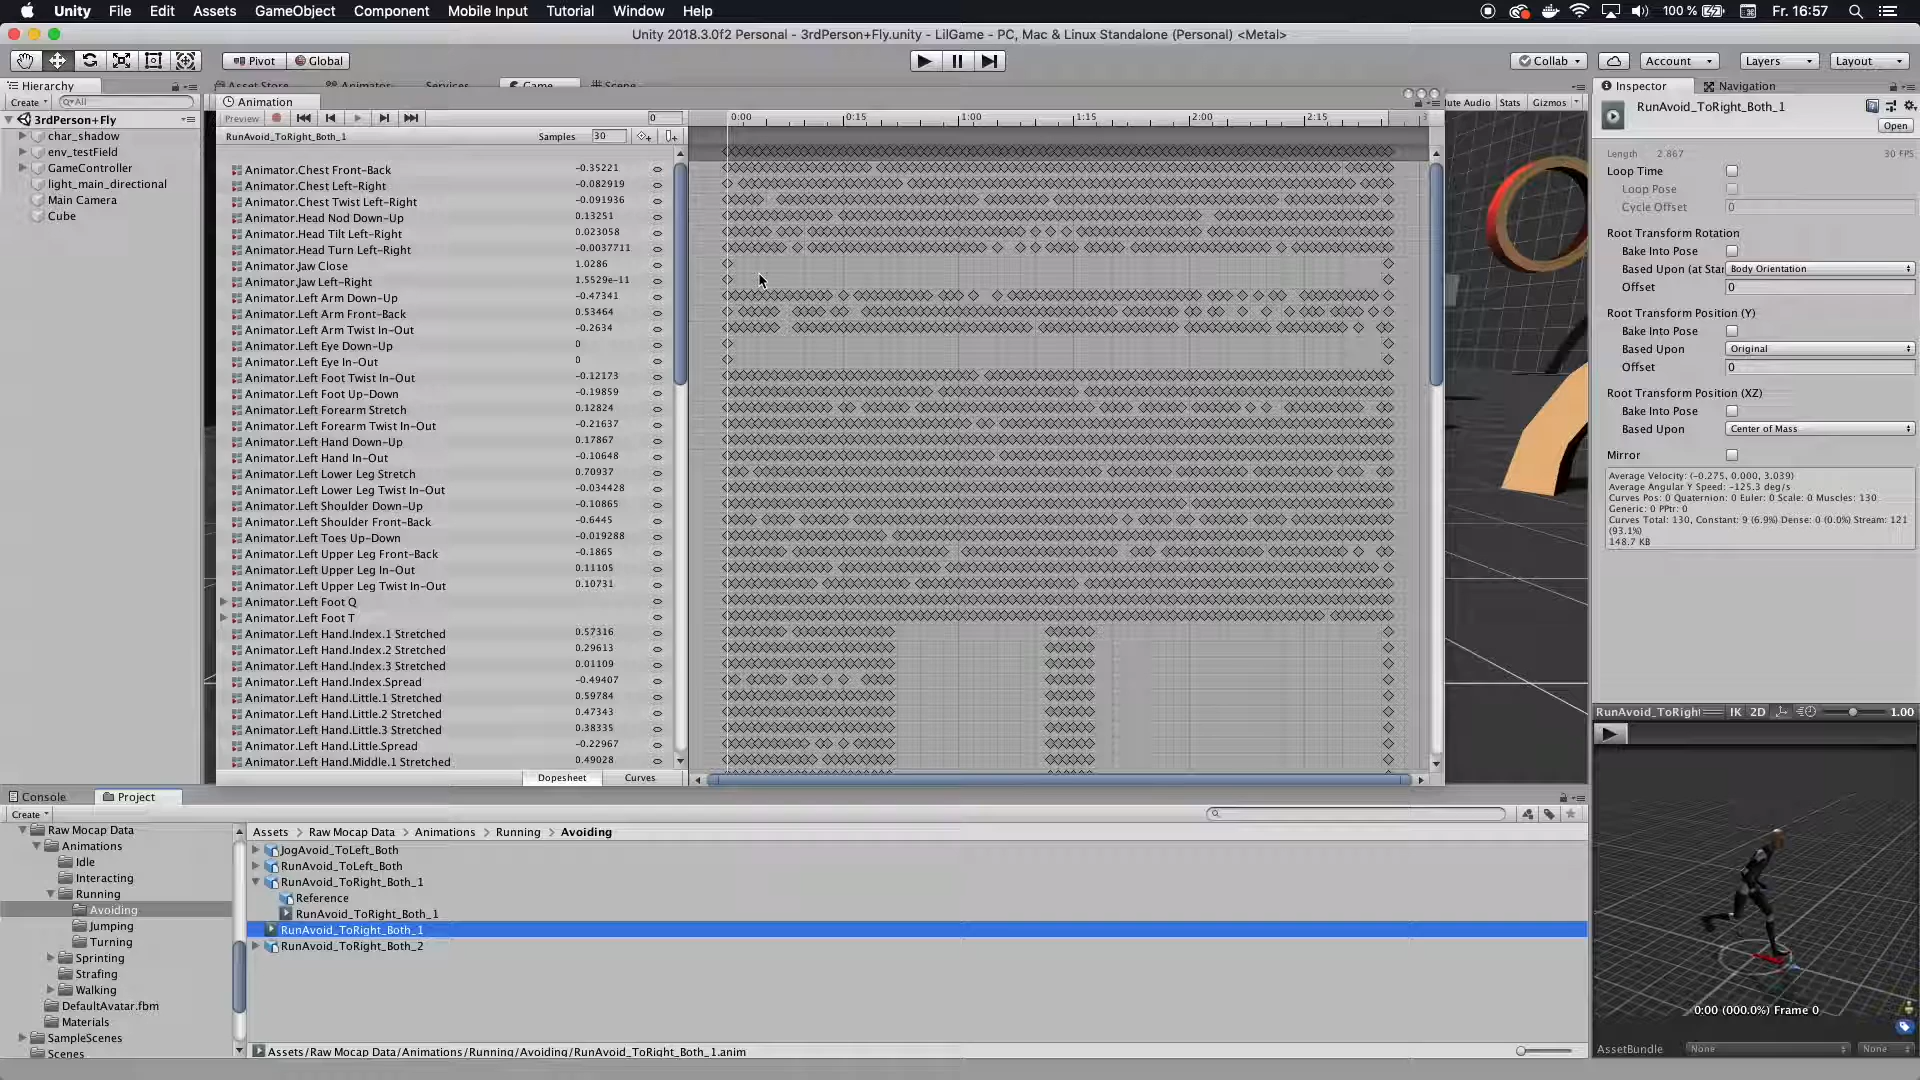 Unity File Edit Assets GameObject Component Mobile Input Tutorial Window Help 100 % Fr. 16:57
Unity 2018.3.0f2 Personal - 3rdPerson+Fly.unity - LilGame - PC, Mac & Linux Standalone (Personal) <Metal>
Pivot Global Collab Account Layers Layout
Hierarchy Asset Store Animator Services Game Scene Inspector Navigation
Create All Animation Mute Audio Stats Gizmos RunAvoid_ToRight_Both_1
Open
3rdPerson+Fly
char_shadow
env_testField
GameController
light_main_directional
Main Camera
Cube
Preview 0 0:00 0:15 1:00 1:15 2:00 2:15
RunAvoid_ToRight_Both_1 Samples 30
Animator.Chest Front-Back -0.35221
Animator.Chest Left-Right -0.082919
Animator.Chest Twist Left-Right -0.091936
Animator.Head Nod Down-Up 0.13251
Animator.Head Tilt Left-Right 0.023058
Animator.Head Turn Left-Right -0.0037711
Animator.Jaw Close 1.0286
Animator.Jaw Left-Right 1.5529e-11
Animator.Left Arm Down-Up -0.47341
Animator.Left Arm Front-Back 0.53464
Animator.Left Arm Twist In-Out -0.2634
Animator.Left Eye Down-Up 0
Animator.Left Eye In-Out 0
Animator.Left Foot Twist In-Out -0.12173
Animator.Left Foot Up-Down -0.19859
Animator.Left Forearm Stretch 0.12824
Animator.Left Forearm Twist In-Out -0.21637
Animator.Left Hand Down-Up 0.17867
Animator.Left Hand In-Out -0.10648
Animator.Left Lower Leg Stretch 0.70937
Animator.Left Lower Leg Twist In-Out -0.034428
Animator.Left Shoulder Down-Up -0.10865
Animator.Left Shoulder Front-Back -0.6445
Animator.Left Toes Up-Down -0.019288
Animator.Left Upper Leg Front-Back -0.1865
Animator.Left Upper Leg In-Out 0.11105
Animator.Left Upper Leg Twist In-Out 0.10731
Animator.Left Foot Q
Animator.Left Foot T
Animator.Left Hand.Index.1 Stretched 0.57316
Animator.Left Hand.Index.2 Stretched 0.29613
Animator.Left Hand.Index.3 Stretched 0.01109
Animator.Left Hand.Index.Spread -0.49407
Animator.Left Hand.Little.1 Stretched 0.59784
Animator.Left Hand.Little.2 Stretched 0.47343
Animator.Left Hand.Little.3 Stretched 0.38335
Animator.Left Hand.Little.Spread -0.22967
Animator.Left Hand.Middle.1 Stretched 0.49028
Dopesheet Curves
Length 2.867 30 FPS
Loop Time
Loop Pose
Cycle Offset 0
Root Transform Rotation
Bake Into Pose
Based Upon (at Star Body Orientation
Offset 0
Root Transform Position (Y)
Bake Into Pose
Based Upon Original
Offset 0
Root Transform Position (XZ)
Bake Into Pose
Based Upon Center of Mass
Mirror
Average Velocity: (-0.275, 0.000, 3.039)
Average Angular Y Speed: -125.3 deg/s
Curves Pos: 0 Quaternion: 0 Euler: 0 Scale: 0 Muscles: 130
Generic: 0 PPtr: 0
Curves Total: 130, Constant: 9 (6.9%) Dense: 0 (0.0%) Stream: 121
(93.1%)
148.7 KB
RunAvoid_ToRight IK 2D 1.00
0:00 (000.0%) Frame 0
AssetBundle None None
Console Project
Create
Raw Mocap Data
Animations
Idle
Interacting
Running
Avoiding
Jumping
Turning
Sprinting
Strafing
Walking
DefaultAvatar.fbm
Materials
SampleScenes
Scenes
Assets > Raw Mocap Data > Animations > Running > Avoiding
JogAvoid_ToLeft_Both
RunAvoid_ToLeft_Both
RunAvoid_ToRight_Both_1
Reference
RunAvoid_ToRight_Both_1
RunAvoid_ToRight_Both_1
RunAvoid_ToRight_Both_2
Assets/Raw Mocap Data/Animations/Running/Avoiding/RunAvoid_ToRight_Both_1.anim